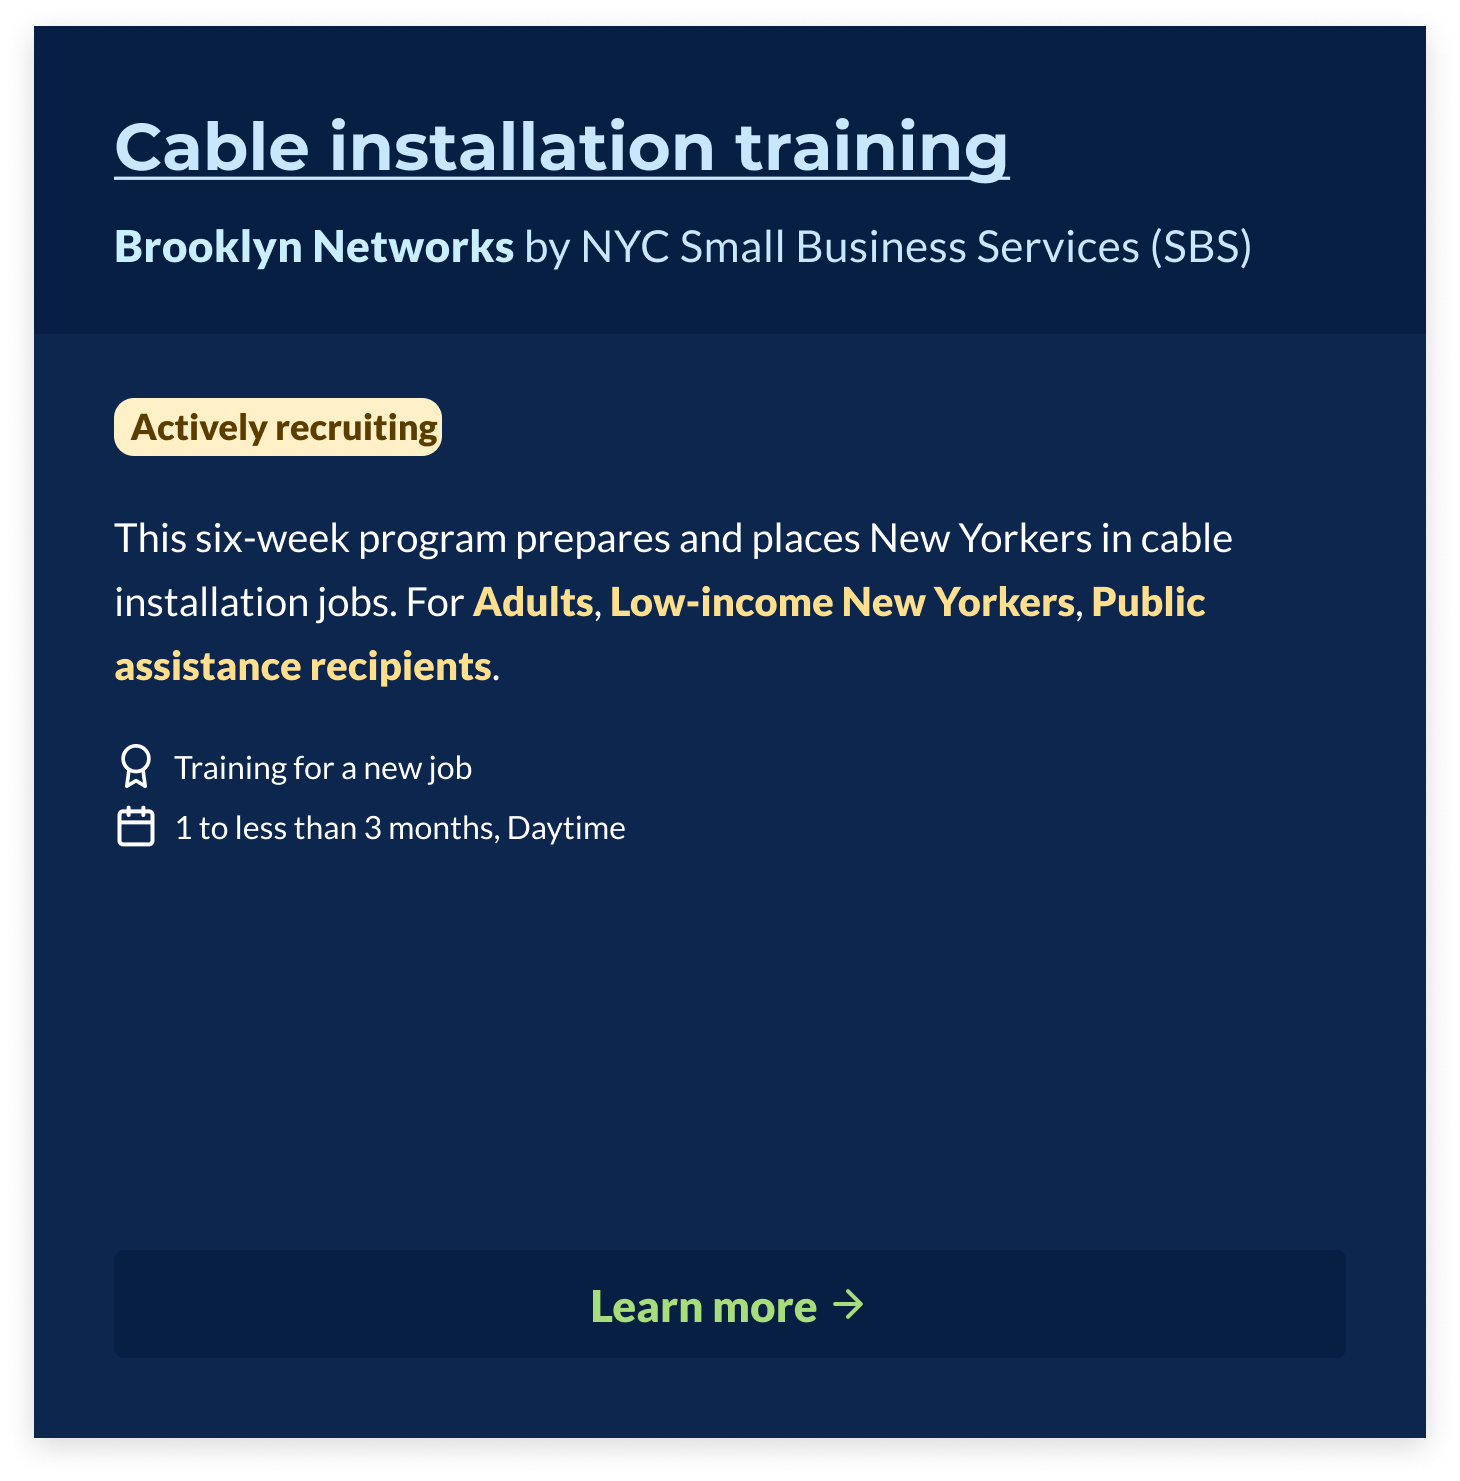 Cable installation training
Brooklyn Networks by NYC Small Business Services (SBS)
Actively recruiting
This six-week program prepares and places New Yorkers in cable
installation jobs. For Adults, Low-income New Yorkers, Public
assistance recipients.
Training for a new job
1 to less than 3 months, Daytime
Learn more →